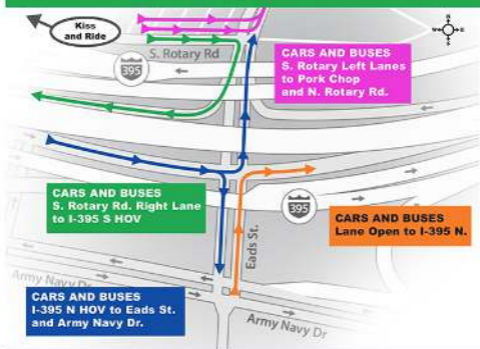 Kiss
and Ride
S. Rotary Rd
395
CARS AND BUSES
S. Rotary Left Lanes
to Pork Chop
and N. Rotary Rd.
CARS AND BUSES
S. Rotary Rd. Right Lane
to I-395 S HOV
395
CARS AND BUSES
Lane Open to I-395 N.
Eads St.
Army Navy Dr
CARS AND BUSES
I-395 N HOV to Eads St.
and Army Navy Dr.
Army Navy Dr